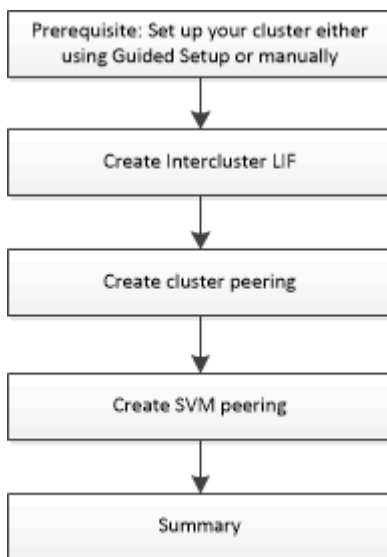 Prerequisite: Set up your cluster either
using Guided Setup or manually
Create Intercluster LIF
Create cluster peering
Create SVM peering
Summary